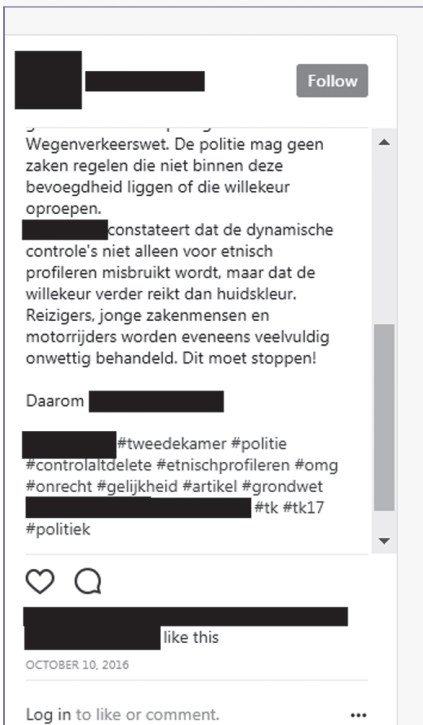 Follow
Wegenverkeerswet. De politie mag geen
zaken regelen die niet binnen deze
bevoegdheid liggen of die willekeur
oproepen.
constateert dat de dynamische
controle's niet alleen voor etnisch
profileren misbruikt wordt, maar dat de
willekeur verder reikt dan huidskleur.
Reizigers, jonge zakenmensen en
motorrijders worden eveneens veelvuldig
onwettig behandeld. Dit moet stoppen!
Daarom
#tweedekamer #politie
#controlaltdelete #etnischprofileren #omg
#onrecht #gelijkheid #artikel #grondwet
#tk #tk17
#politiek
like this
OCTOBER 10, 2016
Log in to like or comment.